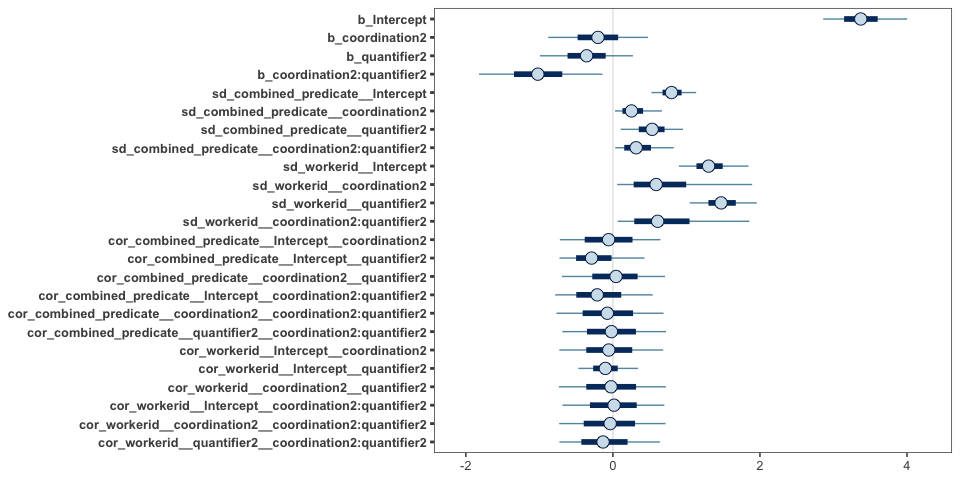 b_Intercept
b_coordination2
b_quantifier2
b_coordination2:quantifier2
sd_combined_predicate__Intercept
sd_combined_predicate__coordination2
sd_combined_predicate__quantifier2
sd_combined_predicate__coordination2:quantifier2
sd_workerid__Intercept
sd_workerid__coordination2
sd_workerid__quantifier2
sd_workerid__coordination2:quantifier2
cor_combined_predicate__Intercept__coordination2
cor_combined_predicate__Intercept__quantifier2
cor_combined_predicate__coordination2__quantifier2
cor_combined_predicate__Intercept__coordination2:quantifier2
cor_combined_predicate__coordination2__coordination2:quantifier2
cor_combined_predicate__quantifier2__coordination2:quantifier2
cor_workerid__Intercept__coordination2
cor_workerid__Intercept__quantifier2
cor_workerid__coordination2__quantifier2
cor_workerid__Intercept__coordination2:quantifier2
cor_workerid__coordination2__coordination2:quantifier2
cor_workerid__quantifier2__coordination2:quantifier2
-2 0 2 4